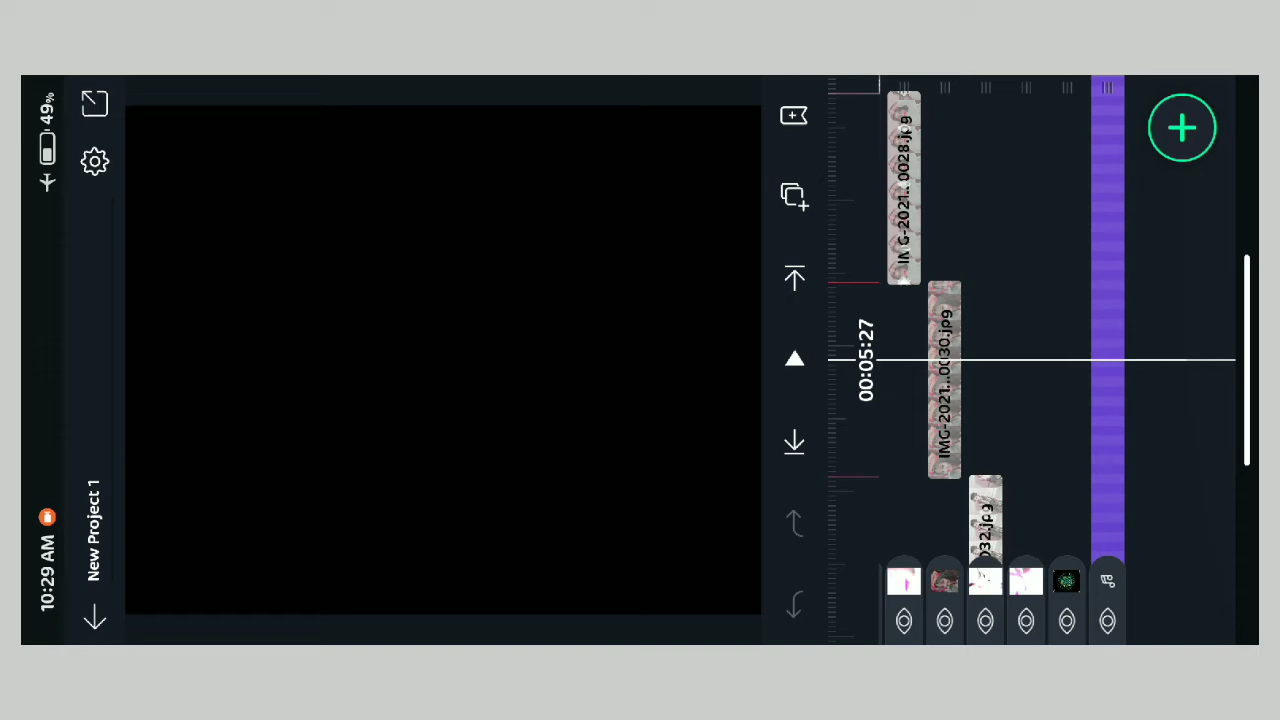 10:29 AM
49%
New Project 1
00:05:27
IMG-2021...0028.jpg
IMG-2021...0030.jpg
032.jpg